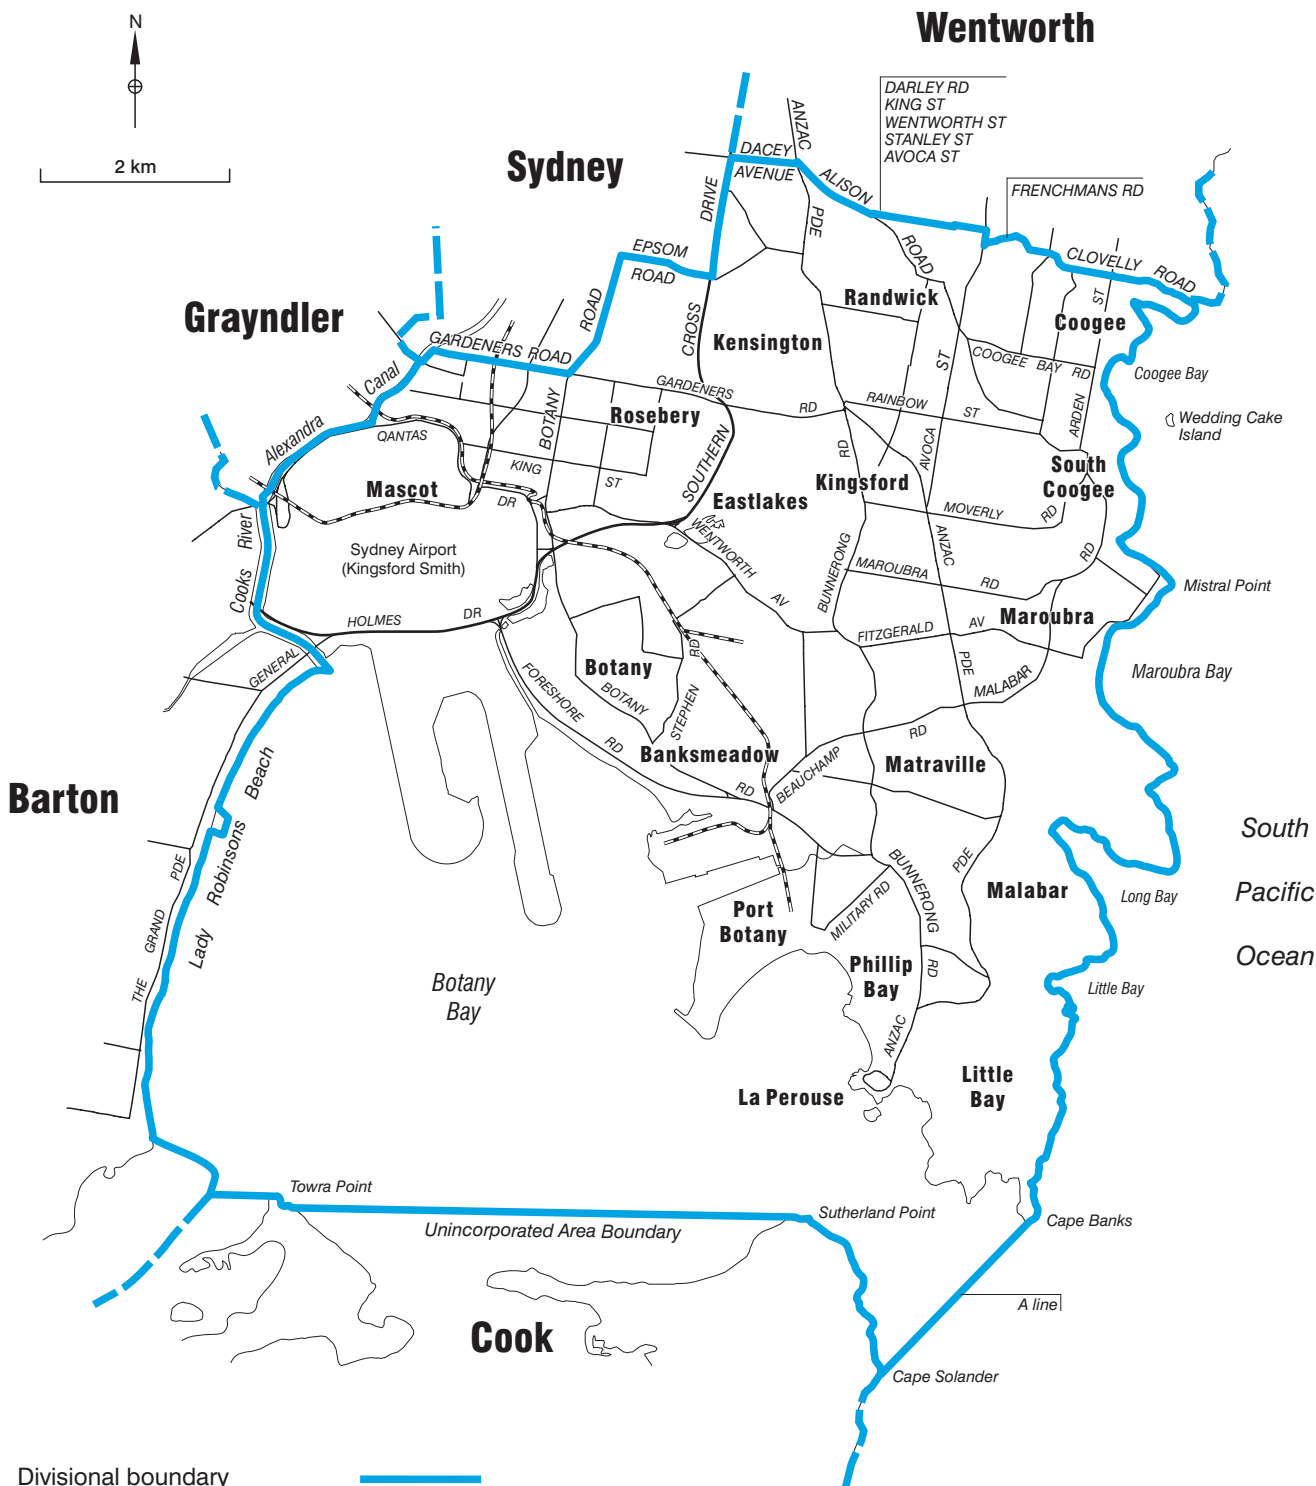 Wentworth
N
2 km
DARLEY RD
KING ST
WENTWORTH ST
STANLEY ST
AVOCA ST
ANZAC
DACEY
AVENUE
Sydney
ALISON
FRENCHMANS RD
DRIVE
PDE
ROAD
EPSOM
ROAD
CLOVELLY ROAD
Grayndler
ROAD
ST
Randwick
Coogee
GARDENERS ROAD
CROSS
Kensington
COOGEE BAY RD
Coogee Bay
Alexandra Canal
ST
GARDENERS
RD
RAINBOW
ST
Rosebery
ARDEN
Wedding Cake
Island
QANTAS
BOTANY
RD
AVOCA
KING
ST
SOUTHERN
South
Coogee
Mascot
DR
Eastlakes
Kingsford
MOVERLY
RD
River
Cooks
Sydney Airport
(Kingsford Smith)
WENTWORTH
AV
ANZAC
BUNNERONG
MAROUBRA
RD
RD
Mistral Point
HOLMES
DR
FITZGERALD
AV
Maroubra
GENERAL
Botany
RD
PDE
Maroubra Bay
MALABAR
FORESHORE
RD
BOTANY
STEPHEN
RD
Banksmeadow
RD
BEAUCHAMP
Matraville
Barton
Beach
Robinsons
Lady
South
Pacific
Ocean
THE GRAND PDE
BUNNERONG
PDE
Malabar
Long Bay
Port
Botany
MILITARY RD
RD
Phillip
Bay
Botany
Bay
Little Bay
ANZAC
La Perouse
Little
Bay
Towra Point
Unincorporated Area Boundary
Sutherland Point
Cape Banks
A line
Cook
Cape Solander
Divisional boundary